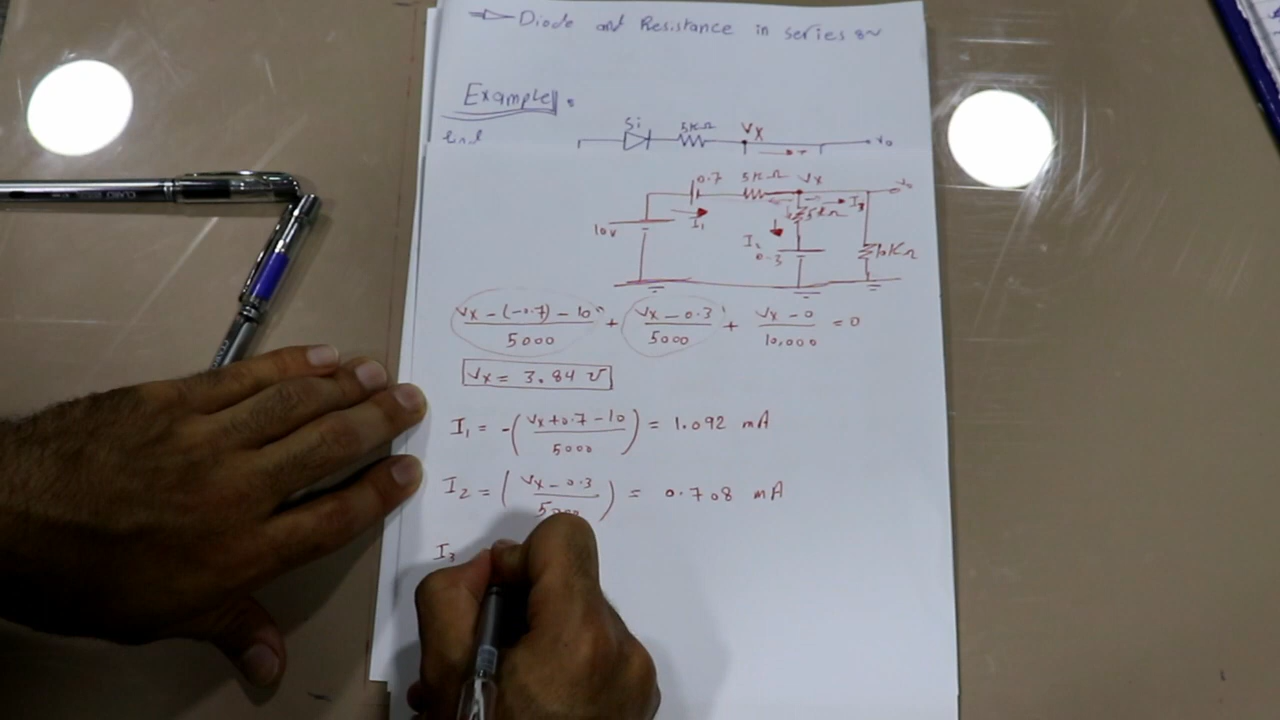 Diode and Resistance in series
Example:
find
Si 5KΩ Vx Vo
0.7 5KΩ Vx Vo
10V I₁ I₂ 0.3 5KΩ I₃ 10KΩ
Vx-(-0.7)-10/5000 + Vx-0.3/5000 + Vx-0/10,000 = 0
Vx = 3.84 V
I₁ = -(Vx+0.7-10/5000) = 1.092 mA
I₂ = (Vx-0.3/5000) = 0.708 mA
I₃